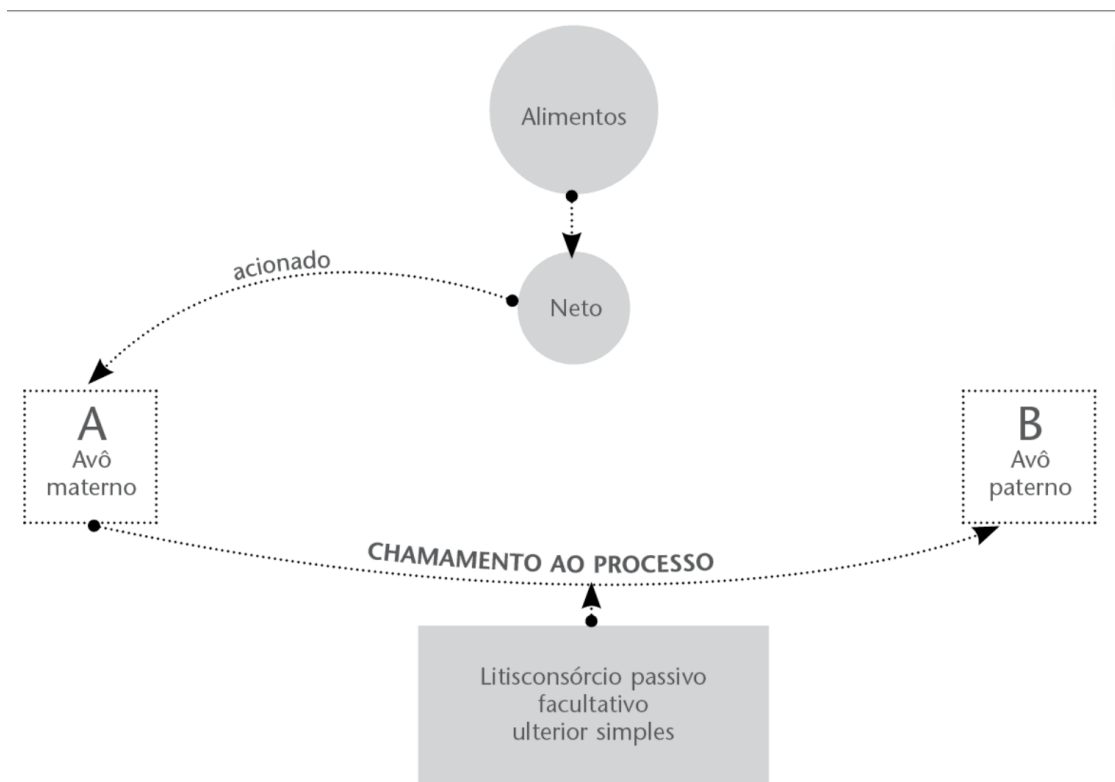 Alimentos
Neto
acionado
A
Avô
materno
B
Avô
paterno
CHAMAMENTO AO PROCESSO
Litisconsórcio passivo
facultativo
ulterior simples